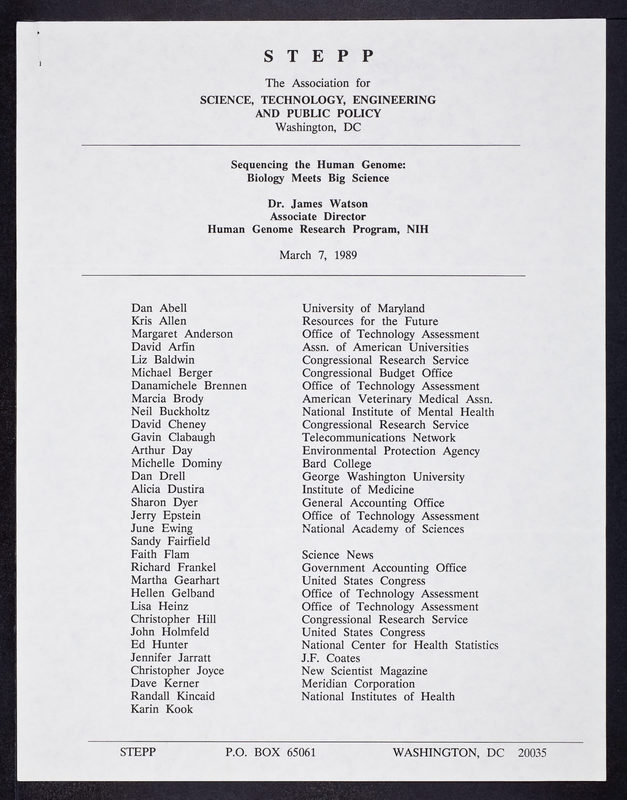 S T E P P
The Association for
SCIENCE, TECHNOLOGY, ENGINEERING
AND PUBLIC POLICY
Washington, DC
Sequencing the Human Genome:
Biology Meets Big Science
Dr. James Watson
Associate Director
Human Genome Research Program, NIH
March 7, 1989
Dan Abell University of Maryland
Kris Allen Resources for the Future
Margaret Anderson Office of Technology Assessment
David Arfin Assn. of American Universities
Liz Baldwin Congressional Research Service
Michael Berger Congressional Budget Office
Danamichele Brennen Office of Technology Assessment
Marcia Brody American Veterinary Medical Assn.
Neil Buckholtz National Institute of Mental Health
David Cheney Congressional Research Service
Gavin Clabaugh Telecommunications Network
Arthur Day Environmental Protection Agency
Michelle Dominy Bard College
Dan Drell George Washington University
Alicia Dustira Institute of Medicine
Sharon Dyer General Accounting Office
Jerry Epstein Office of Technology Assessment
June Ewing National Academy of Sciences
Sandy Fairfield
Faith Flam Science News
Richard Frankel Government Accounting Office
Martha Gearhart United States Congress
Hellen Gelband Office of Technology Assessment
Lisa Heinz Office of Technology Assessment
Christopher Hill Congressional Research Service
John Holmfeld United States Congress
Ed Hunter National Center for Health Statistics
Jennifer Jarratt J.F. Coates
Christopher Joyce New Scientist Magazine
Dave Kerner Meridian Corporation
Randall Kincaid National Institutes of Health
Karin Kook
STEPP P.O. BOX 65061 WASHINGTON, DC 20035